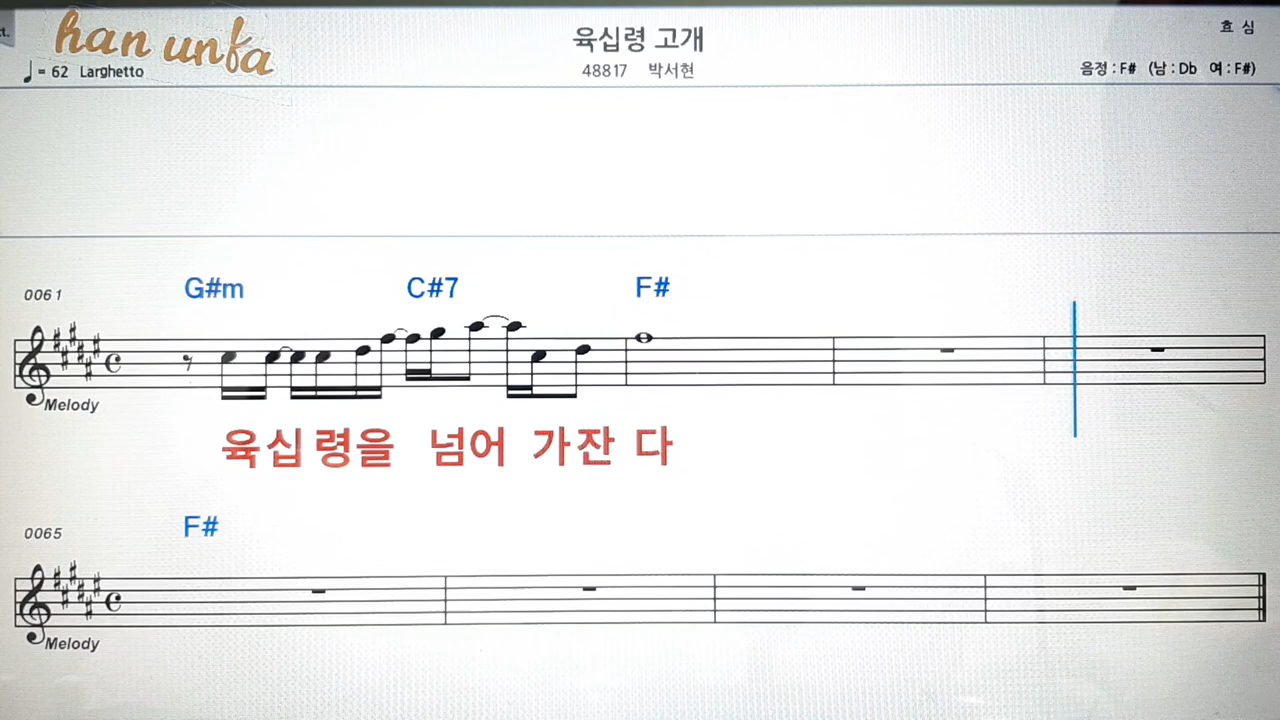 han unfa
육십령 고개
효 심
♩ = 62 Larghetto
48817 박서현
음정 : F# (남 : Db 여 : F#)
G#m C#7 F#
0061
Melody
육십령을 넘어 가잔 다
F#
0065
Melody